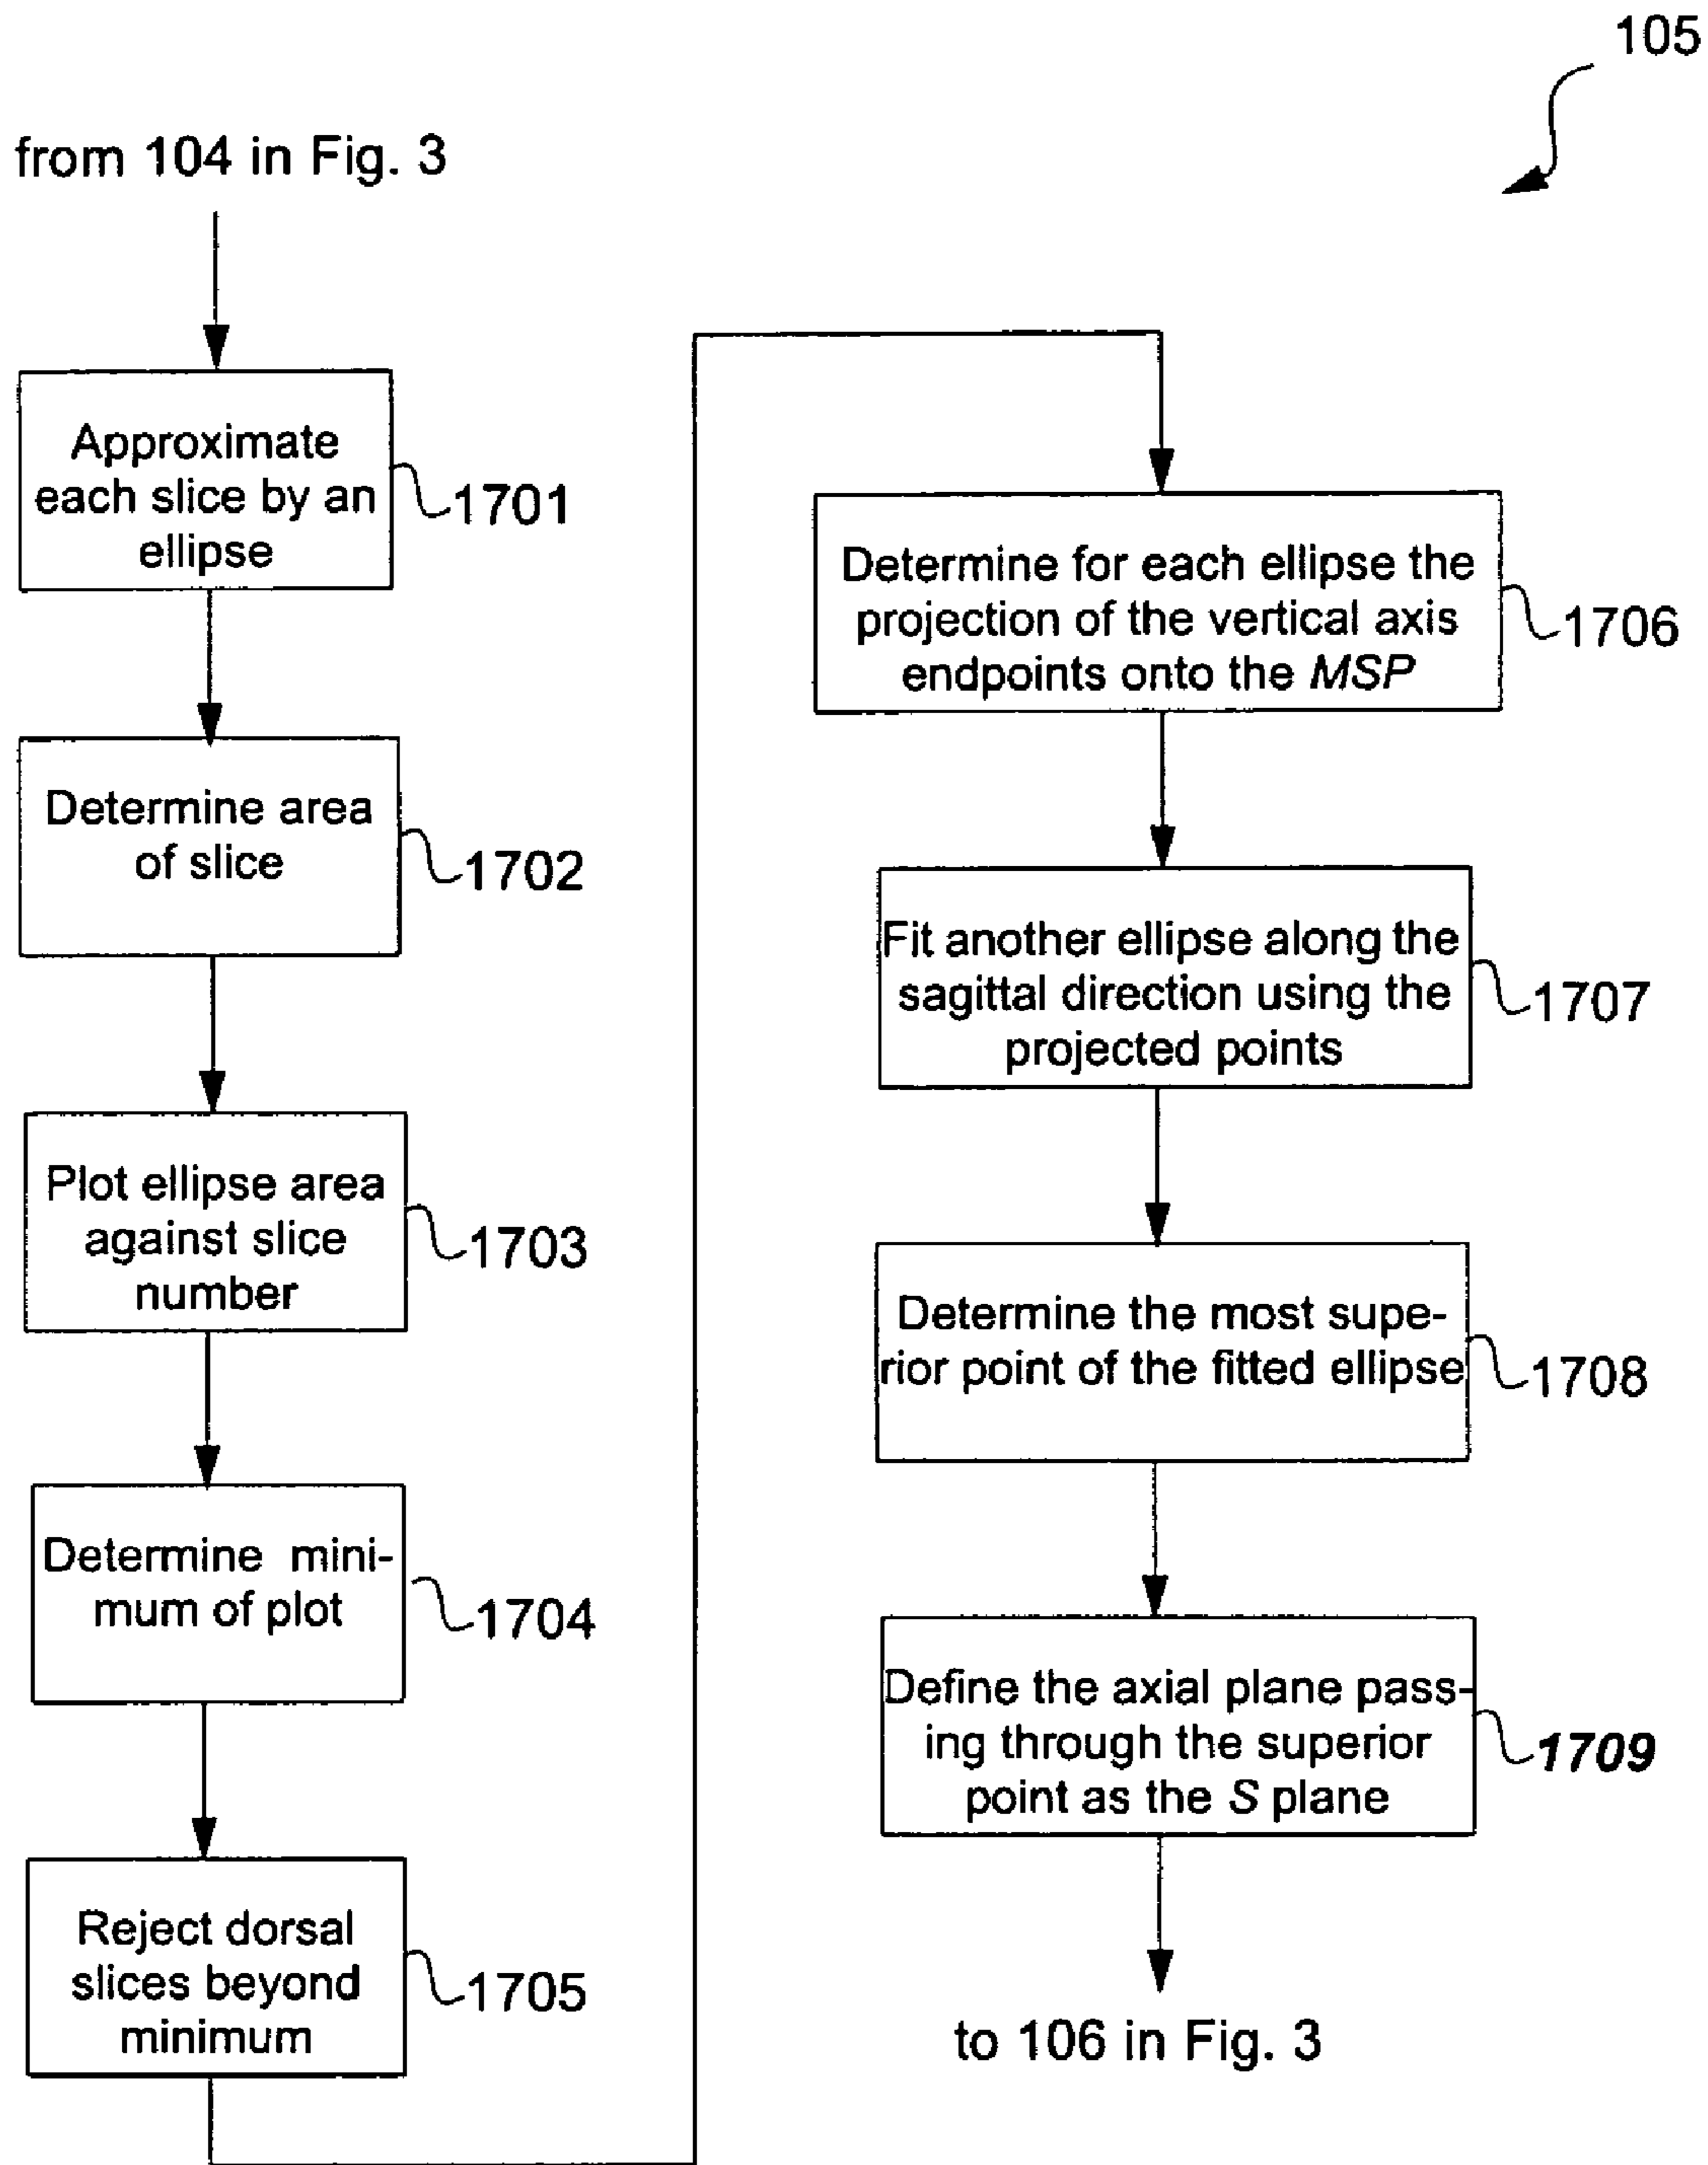 105
from 104 in Fig. 3
Approximate
each slice by an
ellipse
1701
Determine area
of slice
1702
Plot ellipse area
against slice
number
1703
Determine mini-
mum of plot
1704
Reject dorsal
slices beyond
minimum
1705
Determine for each ellipse the
projection of the vertical axis
endpoints onto the MSP
1706
Fit another ellipse along the
sagittal direction using the
projected points
1707
Determine the most supe-
rior point of the fitted ellipse
1708
Define the axial plane pass-
ing through the superior
point as the S plane
1709
to 106 in Fig. 3